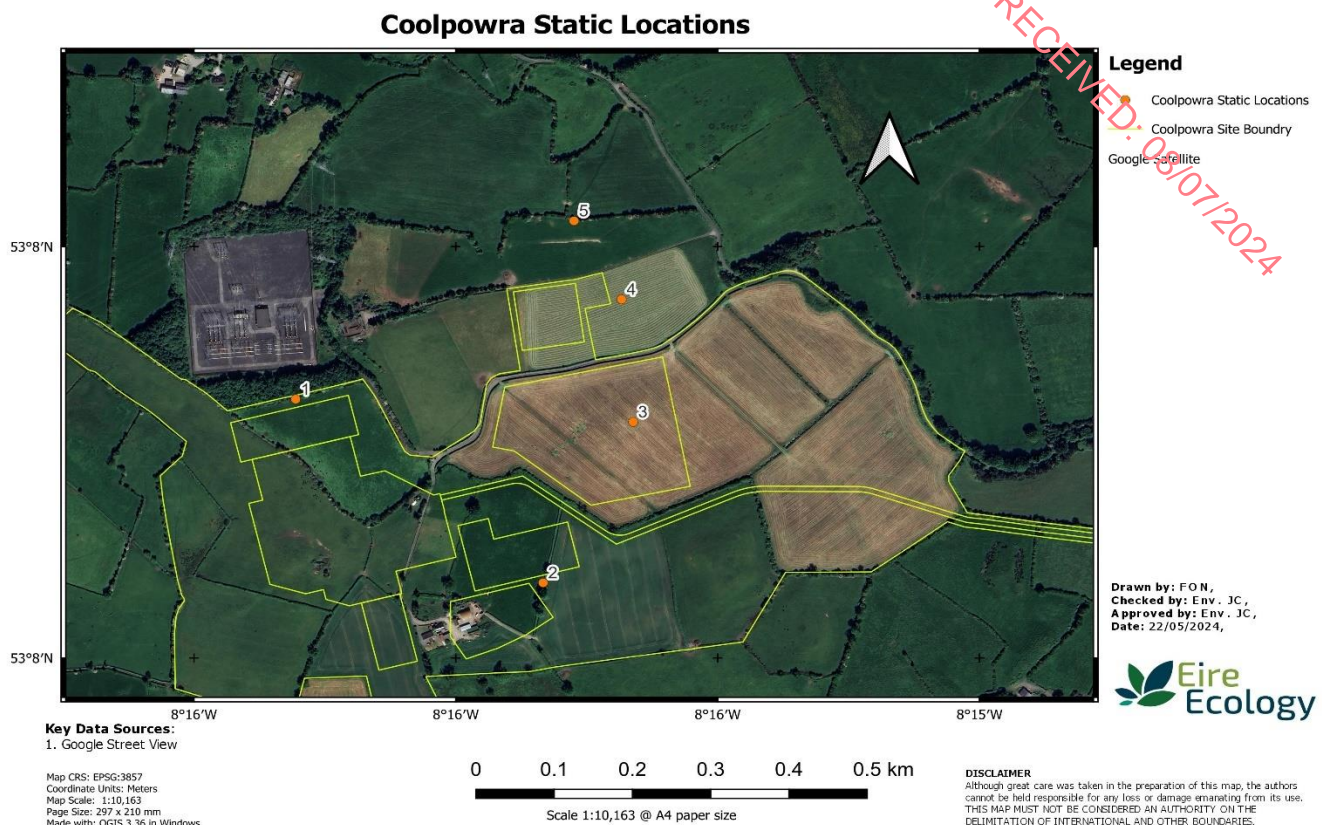 Coolpowra Static Locations
RECEIVED: 08/07/2024
Legend
Coolpowra Static Locations
Coolpowra Site Boundry
Google Satellite
5
53°8’N
4
1
3
2
53°8’N
8°16’W
8°16’W
8°16’W
8°15’W
Drawn by: FON,
Checked by: Env. JC,
Approved by: Env. JC,
Date: 22/05/2024,
Eire
Ecology
Key Data Sources:
1. Google Street View
Map CRS: EPSG:3857
Coordinate Units: Meters
Map Scale: 1:10,163
Page Size: 297 x 210 mm
Made with: QGIS 3.36 in Windows
0 0.1 0.2 0.3 0.4 0.5 km
Scale 1:10,163 @ A4 paper size
DISCLAIMER
Although great care was taken in the preparation of this map, the authors
cannot be held responsible for any loss or damage emanating from its use.
THIS MAP MUST NOT BE CONSIDERED AN AUTHORITY ON THE
DELIMITATION OF INTERNATIONAL AND OTHER BOUNDARIES.